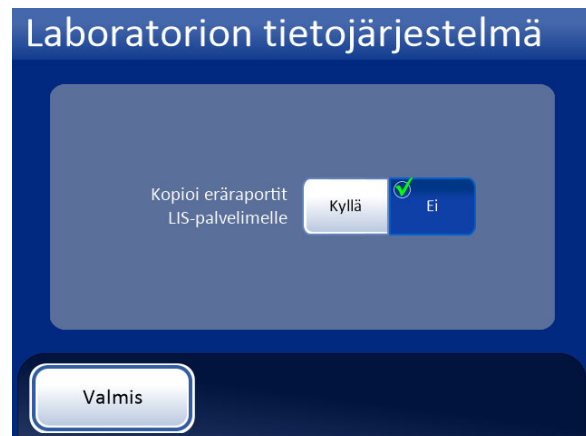 Laboratorion tietojärjestelmä
Kopioi eräraportit
LIS-palvelimelle
Kyllä
Ei
Valmis